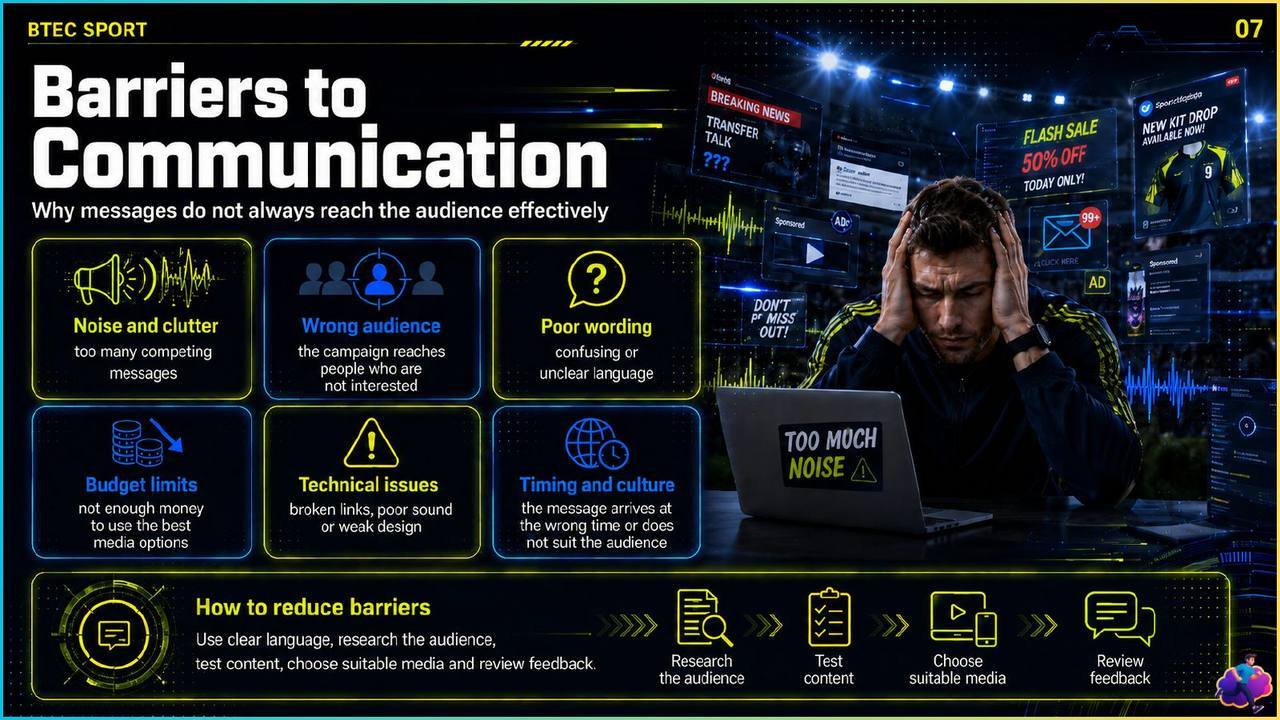 BTEC SPORT
07
Barriers to
Communication
Why messages do not always reach the audience effectively
Noise and clutter
too many competing
messages
Wrong audience
the campaign reaches
people who are
not interested
?
Poor wording
confusing or
unclear language
Budget limits
not enough money
to use the best
media options
Technical issues
broken links, poor sound
or weak design
Timing and culture
the message arrives at
the wrong time or does
not suit the audience
BREAKING NEWS
TRANSFER
TALK
???
Sponsored
ADs
DON'T
MISS
OUT!
FLASH SALE
50% OFF
TODAY ONLY!
99+
CLICK HERE
AD
NEW KIT DROP
AVAILABLE NOW!
9
Sponsored
TOO MUCH
NOISE
How to reduce barriers
Use clear language, research the audience,
test content, choose suitable media and review feedback.
Research
the audience
Test
content
Choose
suitable media
Review
feedback